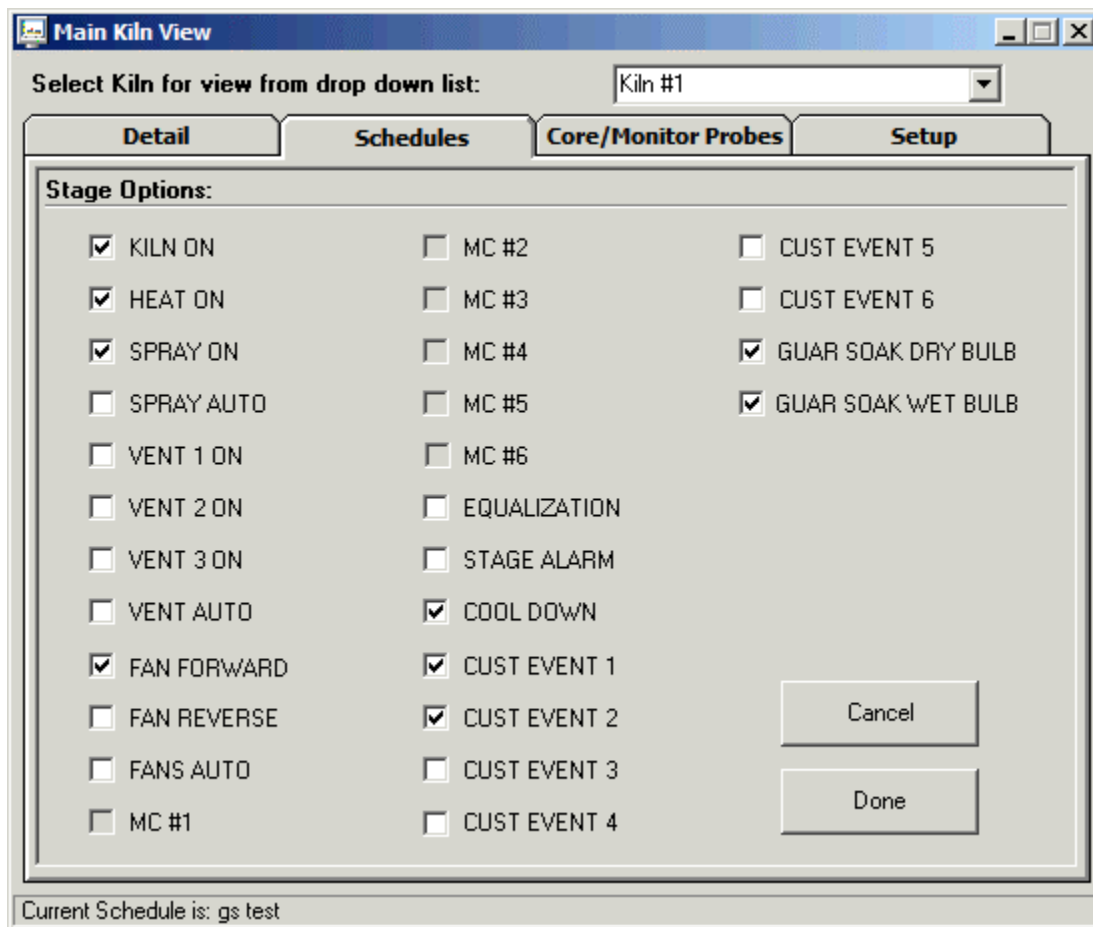 Main Kiln View
Select Kiln for view from drop down list: Kiln #1
Detail Schedules Core/Monitor Probes Setup
Stage Options:
KILN ON
HEAT ON
SPRAY ON
SPRAY AUTO
VENT 1 ON
VENT 2 ON
VENT 3 ON
VENT AUTO
FAN FORWARD
FAN REVERSE
FANS AUTO
MC #1
MC #2
MC #3
MC #4
MC #5
MC #6
EQUALIZATION
STAGE ALARM
COOL DOWN
CUST EVENT 1
CUST EVENT 2
CUST EVENT 3
CUST EVENT 4
CUST EVENT 5
CUST EVENT 6
GUAR SOAK DRY BULB
GUAR SOAK WET BULB
Cancel
Done
Current Schedule is: gs test